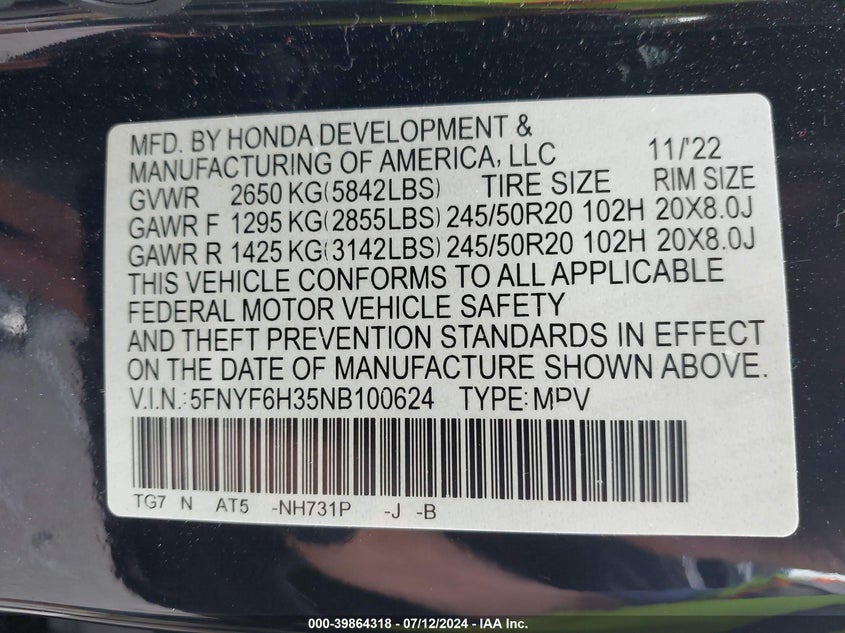 MFD. BY HONDA DEVELOPMENT &
MANUFACTURING OF AMERICA, LLC 11/'22
GVWR 2650 KG(5842LBS) TIRE SIZE RIM SIZE
GAWR F 1295 KG(2855LBS) 245/50R20 102H 20X8.0J
GAWR R 1425 KG(3142LBS) 245/50R20 102H 20X8.0J
THIS VEHICLE CONFORMS TO ALL APPLICABLE
FEDERAL MOTOR VEHICLE SAFETY
AND THEFT PREVENTION STANDARDS IN EFFECT
ON THE DATE OF MANUFACTURE SHOWN ABOVE.
V.I.N.:5FNYF6H35NB100624 TYPE:MPV
TG7 N AT5 -NH731P -J -B
000-39864318 - 07/12/2024 - IAA Inc.